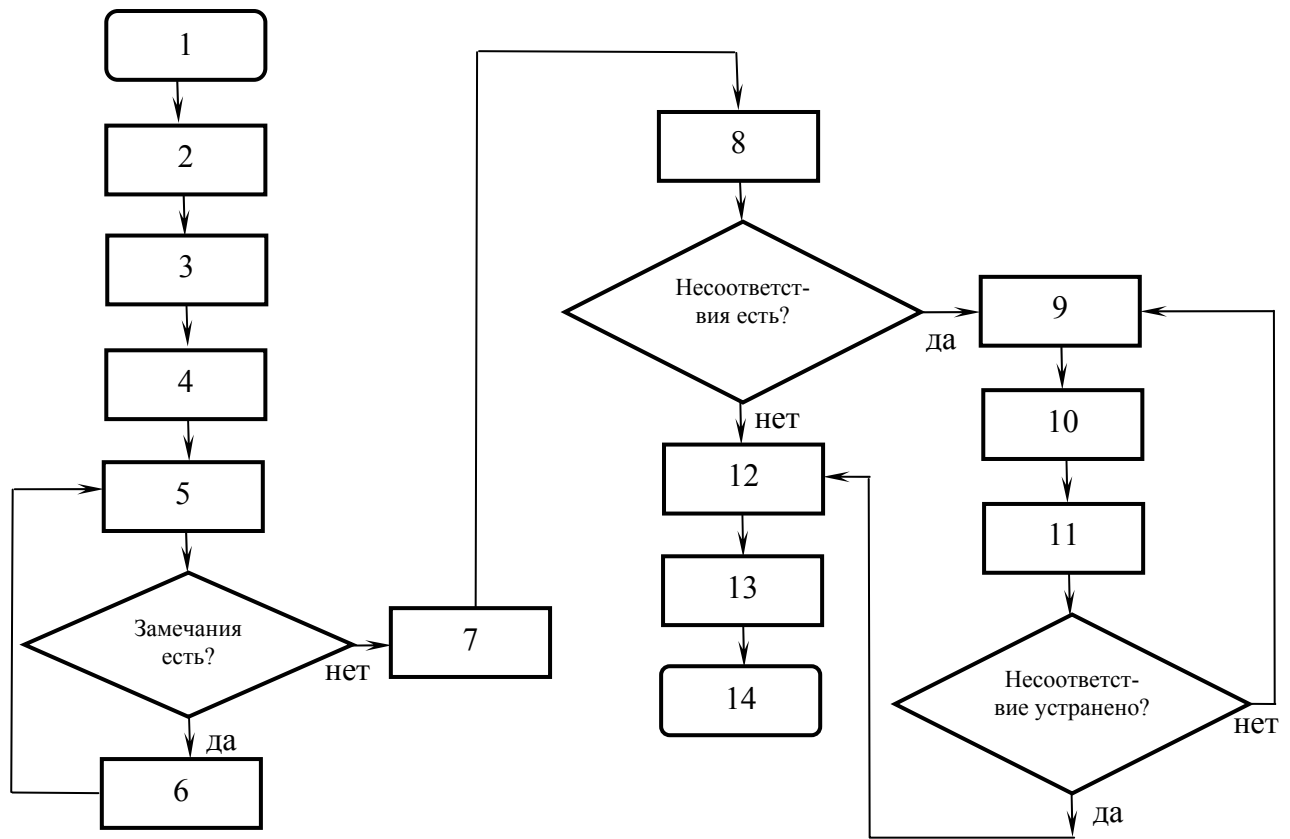 1
2
3
4
5
Замечания
есть?
нет
да
6
7
8
Несоответст-
вия есть?
да
нет
9
10
11
Несоответст-
вие устранено?
нет
да
12
13
14